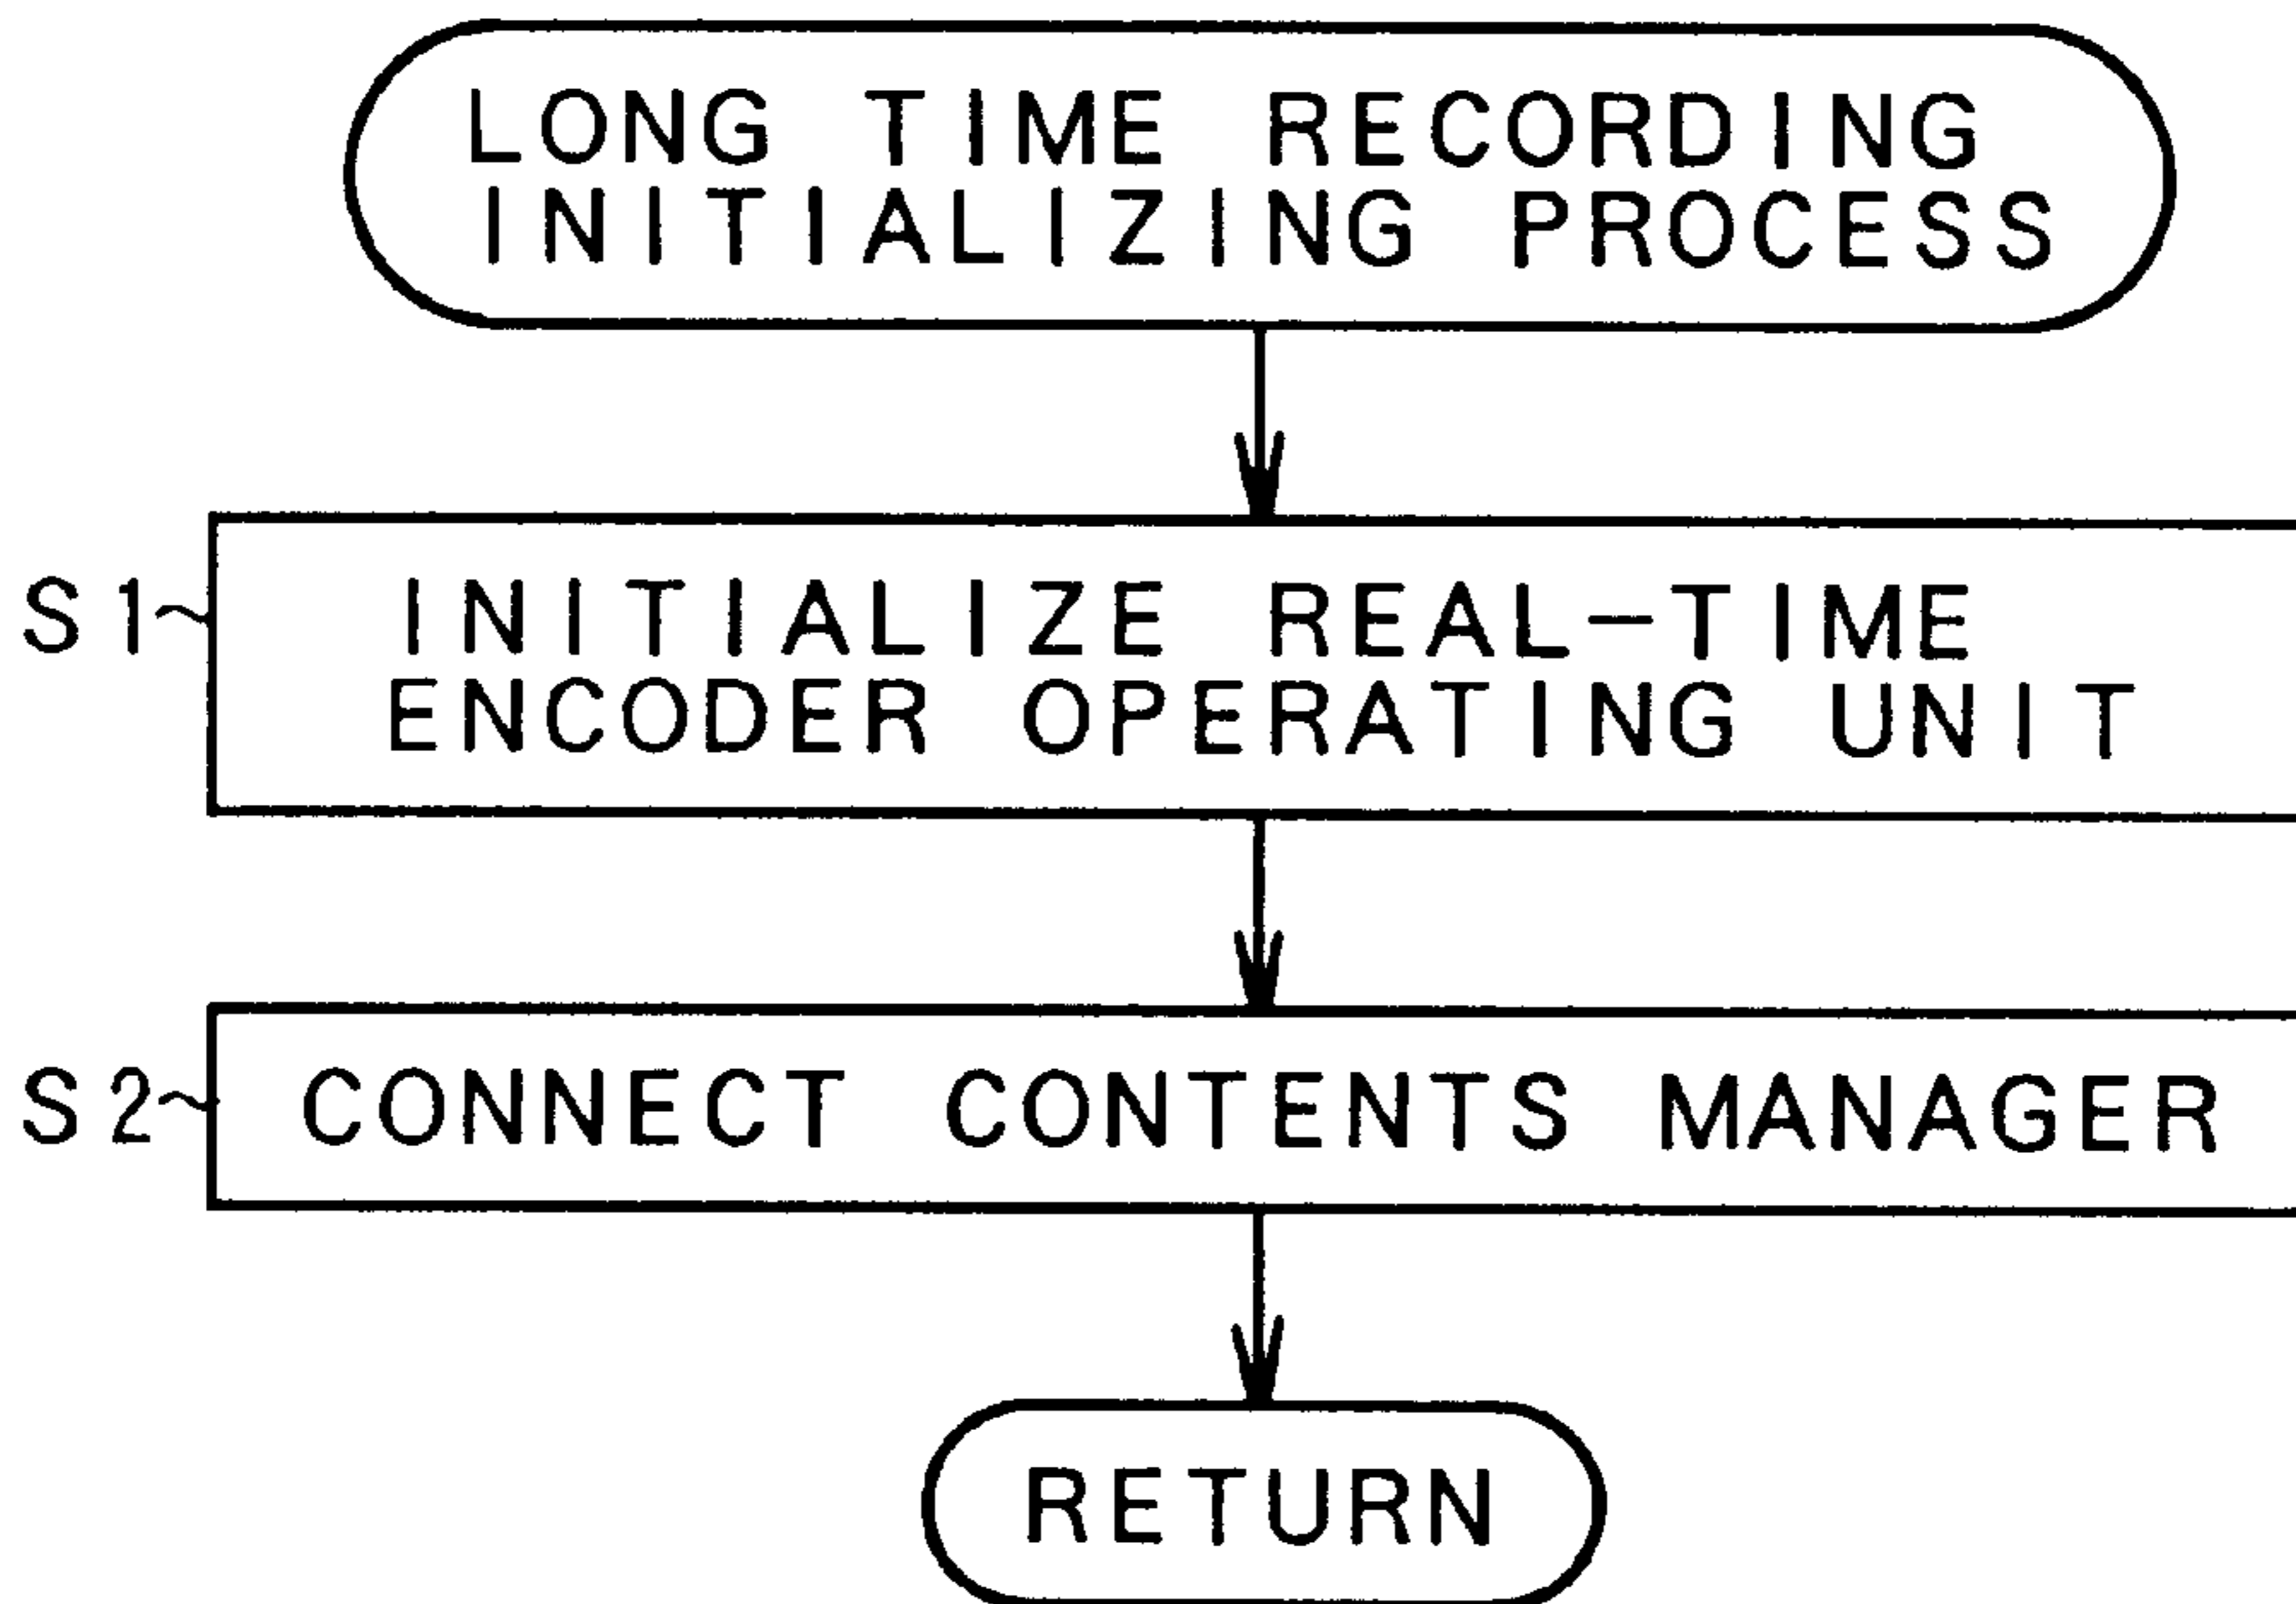 LONG TIME RECORDING
INITIALIZING PROCESS
S1
INITIALIZE REAL-TIME
ENCODER OPERATING UNIT
S2
CONNECT CONTENTS MANAGER
RETURN